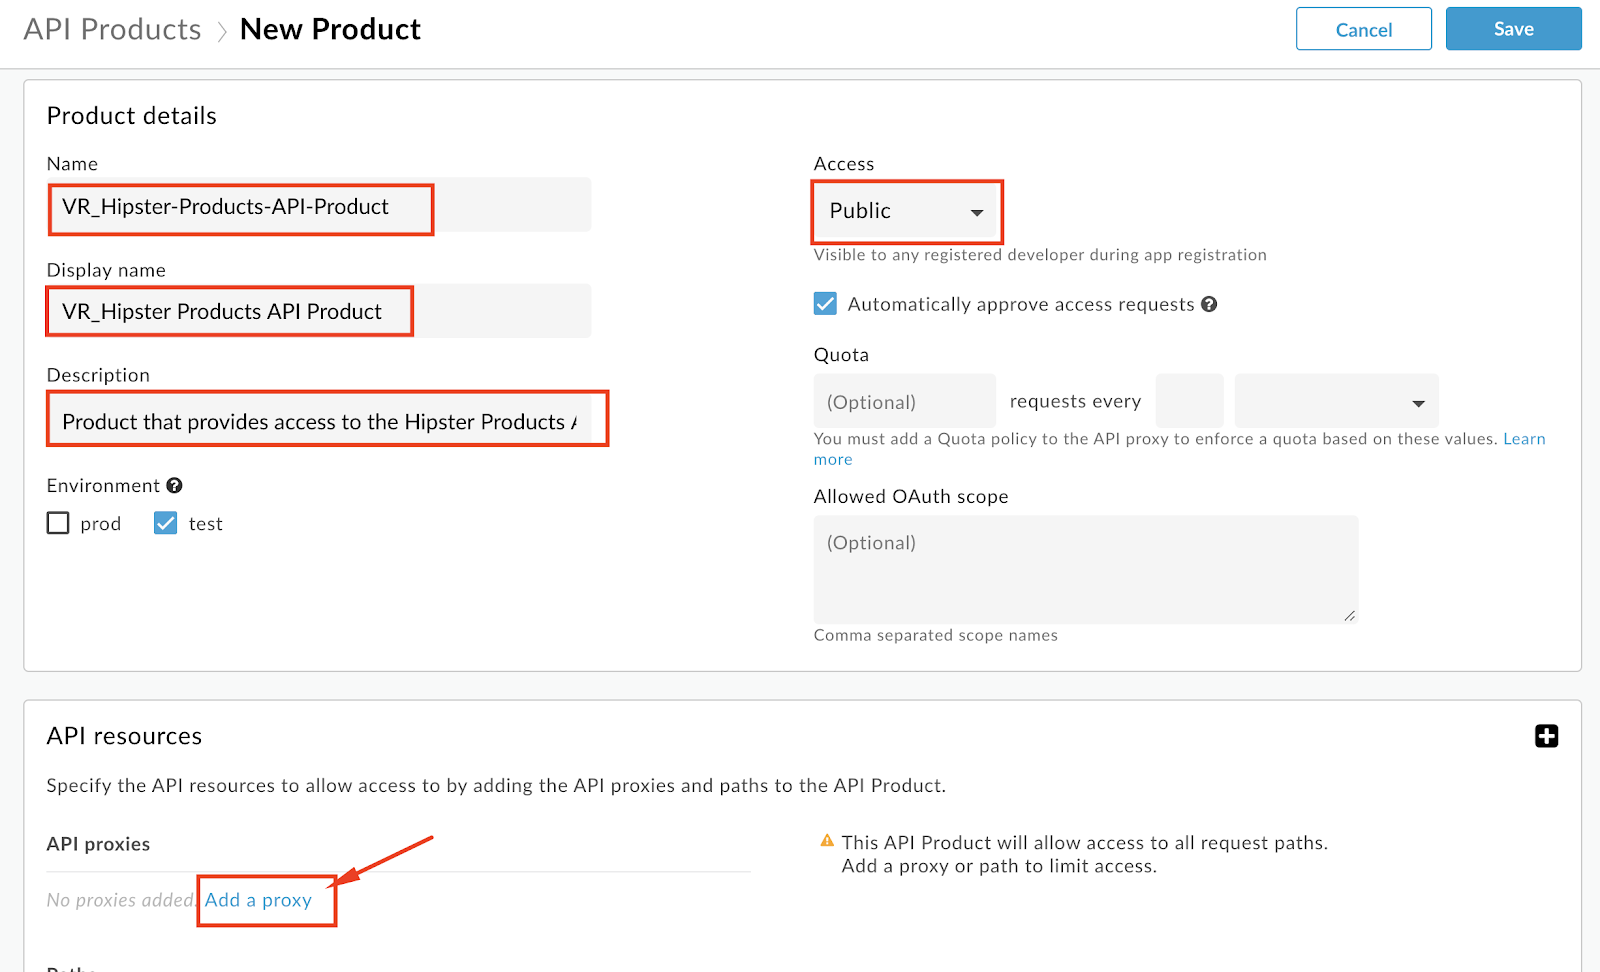 API Products > New Product
Cancel
Save
Product details
Name
VR_Hipster-Products-API-Product
Display name
VR_Hipster Products API Product
Description
Product that provides access to the Hipster Products
Environment
prod
test
Access
Public
Visible to any registered developer during app registration
Automatically approve access requests
Quota
(Optional) requests every
You must add a Quota policy to the API proxy to enforce a quota based on these values. Learn
more
Allowed OAuth scope
(Optional)
Comma separated scope names
API resources
Specify the API resources to allow access to by adding the API proxies and paths to the API Product.
API proxies
No proxies added. Add a proxy
This API Product will allow access to all request paths.
Add a proxy or path to limit access.